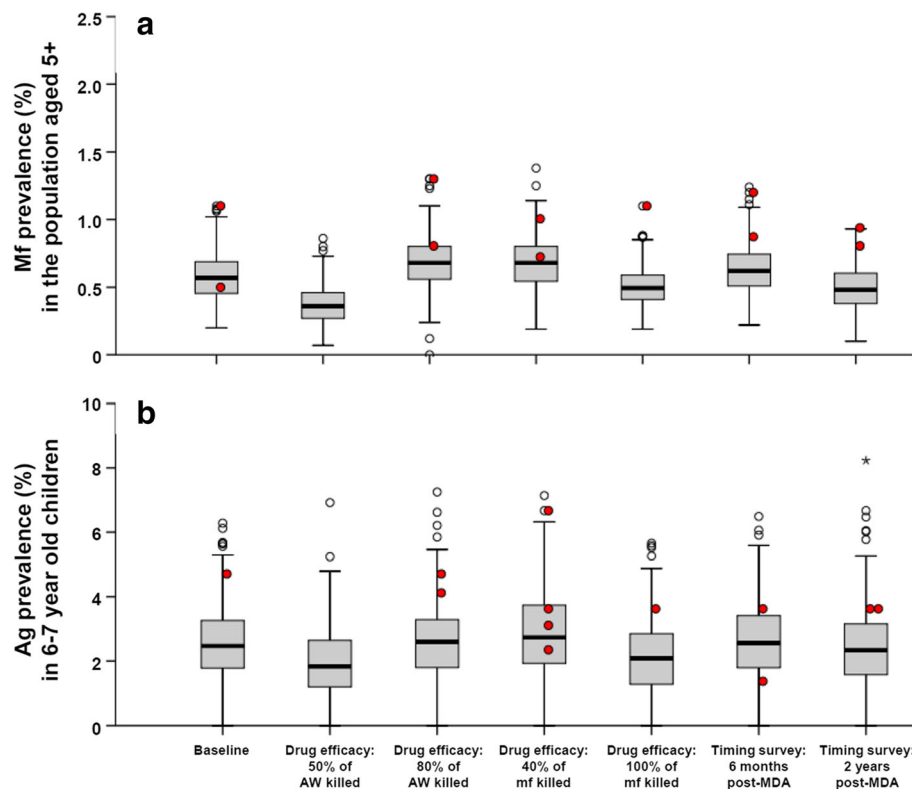 a
Mf prevalence (%)
in the population aged 5+
2.5
2.0
1.5
1.0
0.5
0
b
Ag prevalence (%)
in 6-7 year old children
10
8
6
4
2
0
Baseline
Drug efficacy:
50% of
AW killed
Drug efficacy:
80% of
AW killed
Drug efficacy:
40% of
mf killed
Drug efficacy:
100% of
mf killed
Timing survey:
6 months
post-MDA
Timing survey:
2 years
post-MDA